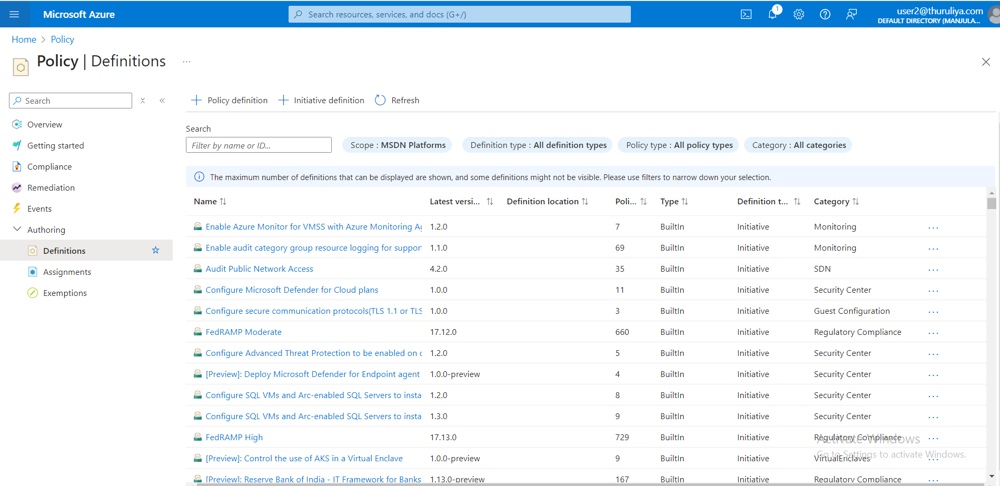 Microsoft Azure
Search resources, services, and docs (G+/)
1
user2@thuruliya.com
DEFAULT DIRECTORY (MANJULA...
Home > Policy
Policy | Definitions ...
Search
Overview
Getting started
Compliance
Remediation
Events
Authoring
Definitions
Assignments
Exemptions
+ Policy definition + Initiative definition Refresh
Search
Filter by name or ID...
Scope : MSDN Platforms
Definition type : All definition types
Policy type : All policy types
Category : All categories
The maximum number of definitions that can be displayed are shown, and some definitions might not be visible. Please use filters to narrow down your selection.
Name Latest versi... Definition location Poli... Type Definition t... Category
Enable Azure Monitor for VMSS with Azure Monitoring Ag 1.2.0 7 BuiltIn Initiative Monitoring ...
Enable audit category group resource logging for suppor 1.1.0 69 BuiltIn Initiative Monitoring ...
Audit Public Network Access 4.2.0 35 BuiltIn Initiative SDN ...
Configure Microsoft Defender for Cloud plans 1.0.0 11 BuiltIn Initiative Security Center ...
Configure secure communication protocols(TLS 1.1 or TLS 1.0.0 3 BuiltIn Initiative Guest Configuration ...
FedRAMP Moderate 17.12.0 660 BuiltIn Initiative Regulatory Compliance ...
Configure Advanced Threat Protection to be enabled on 1.2.0 5 BuiltIn Initiative Security Center ...
[Preview]: Deploy Microsoft Defender for Endpoint agent 1.0.0-preview 4 BuiltIn Initiative Security Center ...
Configure SQL VMs and Arc-enabled SQL Servers to insta 1.2.0 8 BuiltIn Initiative Security Center ...
Configure SQL VMs and Arc-enabled SQL Servers to insta 1.3.0 9 BuiltIn Initiative Security Center ...
FedRAMP High 17.13.0 729 BuiltIn Initiative Regulatory Compliance ...
[Preview]: Control the use of AKS in a Virtual Enclave 1.0.0-preview 9 BuiltIn Initiative VirtualEnclaves ...
[Preview]: Reserve Bank of India - IT Framework for Banks 1.13.0-preview 167 BuiltIn Initiative Regulatory Compliance ...
Activate Windows
Go to Settings to activate Windows.